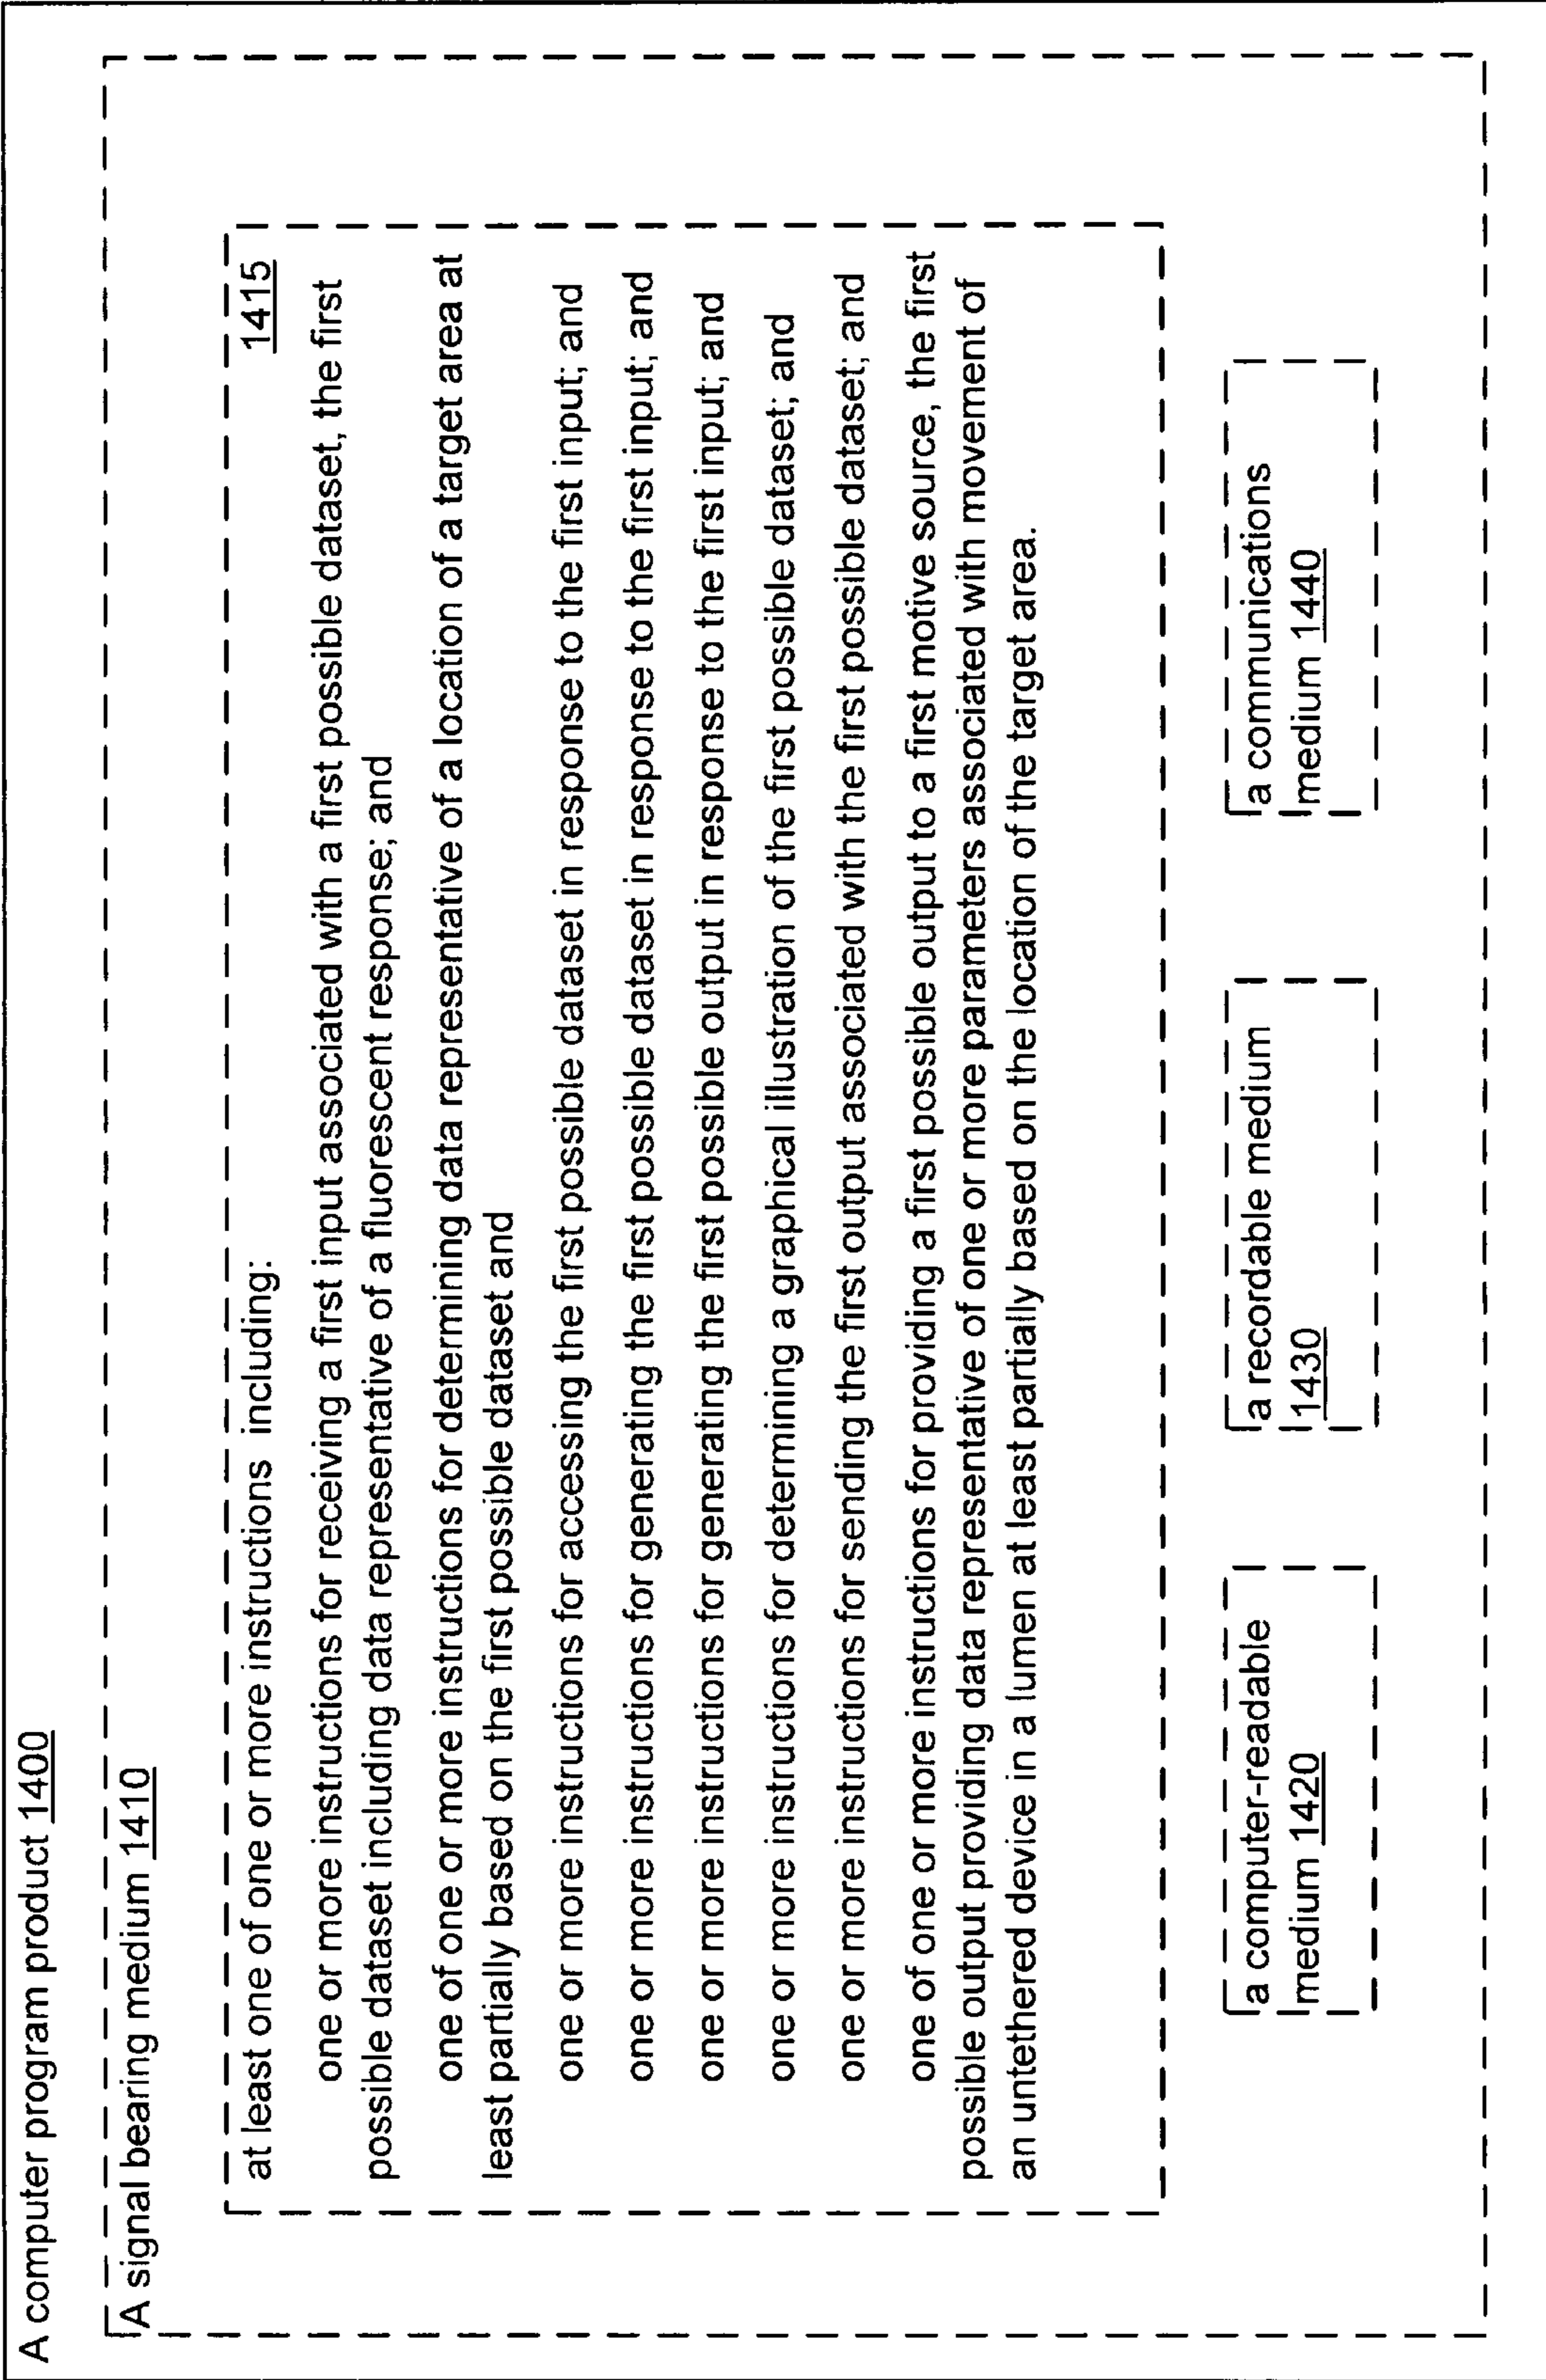 A computer program product 1400
A signal bearing medium 1410
at least one of one or more instructions including:
1415
one or more instructions for receiving a first input associated with a first possible dataset, the first
possible dataset including data representative of a fluorescent response; and
one of one or more instructions for determining data representative of a location of a target area at
least partially based on the first possible dataset and
one or more instructions for accessing the first possible dataset in response to the first input; and
one or more instructions for generating the first possible dataset in response to the first input; and
one or more instructions for generating the first possible output in response to the first input; and
one or more instructions for determining a graphical illustration of the first possible dataset; and
one or more instructions for sending the first output associated with the first possible dataset; and
one of one or more instructions for providing a first possible output to a first motive source, the first
possible output providing data representative of one or more parameters associated with movement of
an untethered device in a lumen at least partially based on the location of the target area.
a computer-readable
medium 1420
a recordable medium
1430
a communications
medium 1440